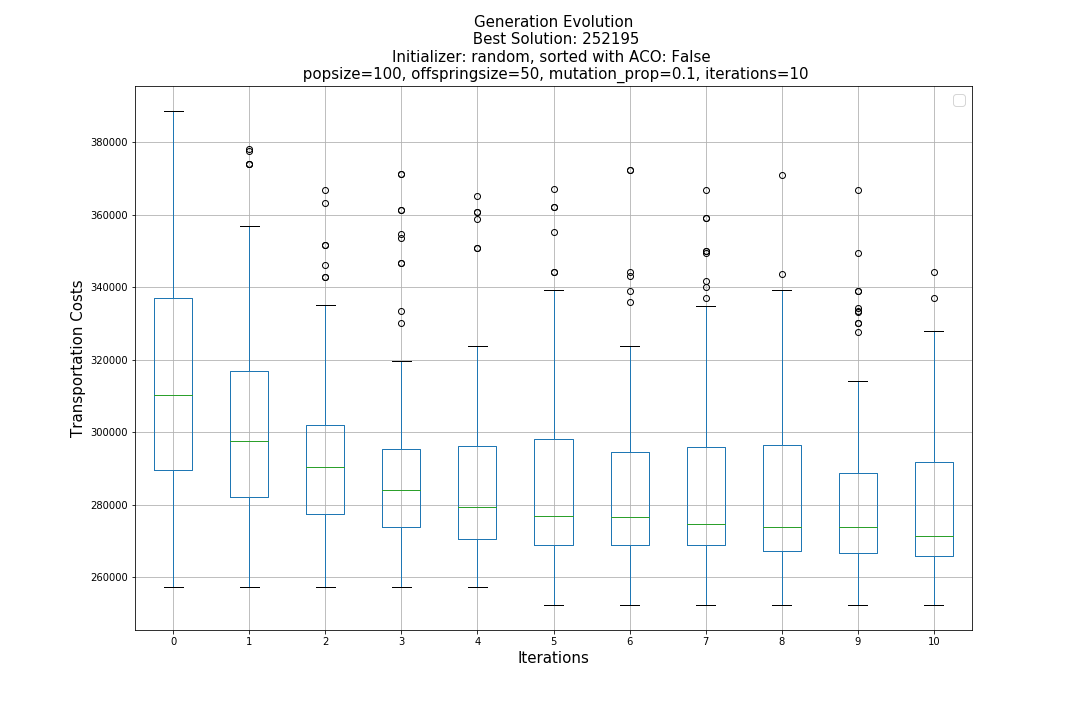 Generation Evolution
Best Solution: 252195
Initializer: random, sorted with ACO: False
popsize=100, offspringsize=50, mutation_prop=0.1, iterations=10
Transportation Costs
380000
360000
340000
320000
300000
280000
260000
0 1 2 3 4 5 6 7 8 9 10
Iterations